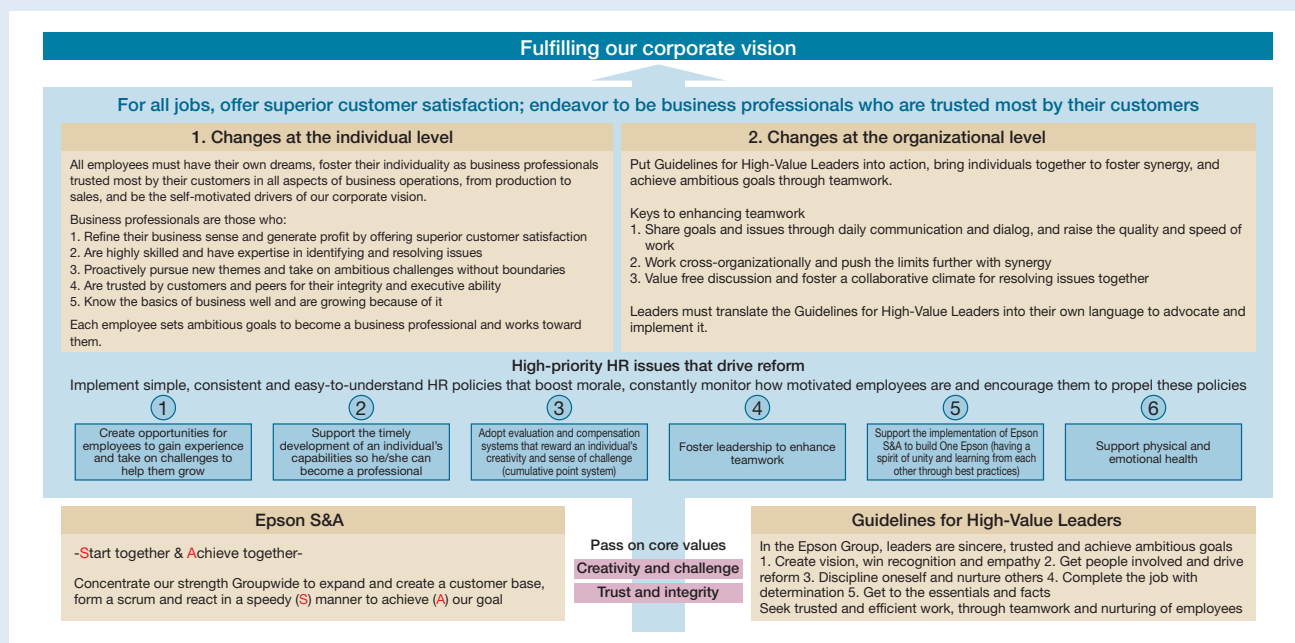 Fulfilling our corporate vision
For all jobs, offer superior customer satisfaction; endeavor to be business professionals who are trusted most by their customers
1. Changes at the individual level
All employees must have their own dreams, foster their individuality as business professionals
trusted most by their customers in all aspects of business operations, from production to
sales, and be the self-motivated drivers of our corporate vision.
Business professionals are those who:
1. Refine their business sense and generate profit by offering superior customer satisfaction
2. Are highly skilled and have expertise in identifying and resolving issues
3. Proactively pursue new themes and take on ambitious challenges without boundaries
4. Are trusted by customers and peers for their integrity and executive ability
5. Know the basics of business well and are growing because of it
Each employee sets ambitious goals to become a business professional and works toward
them.
2. Changes at the organizational level
Put Guidelines for High-Value Leaders into action, bring individuals together to foster synergy, and
achieve ambitious goals through teamwork.
Keys to enhancing teamwork
1. Share goals and issues through daily communication and dialog, and raise the quality and speed of
work
2. Work cross-organizationally and push the limits further with synergy
3. Value free discussion and foster a collaborative climate for resolving issues together
Leaders must translate the Guidelines for High-Value Leaders into their own language to advocate and
implement it.
High-priority HR issues that drive reform
Implement simple, consistent and easy-to-understand HR policies that boost morale, constantly monitor how motivated employees are and encourage them to propel these policies
1
Create opportunities for
employees to gain experience
and take on challenges to
help them grow
2
Support the timely
development of an individual's
capabilities so he/she can
become a professional
3
Adopt evaluation and compensation
systems that reward an individual's
creativity and sense of challenge
(cumulative point system)
4
Foster leadership to enhance
teamwork
5
Support the implementation of Epson
S&A to build One Epson (having a
spirit of unity and learning from each
other through best practices)
6
Support physical and
emotional health
Epson S&A
-Start together & Achieve together-
Concentrate our strength Groupwide to expand and create a customer base,
form a scrum and react in a speedy (S) manner to achieve (A) our goal
Pass on core values
Creativity and challenge
Trust and integrity
Guidelines for High-Value Leaders
In the Epson Group, leaders are sincere, trusted and achieve ambitious goals
1. Create vision, win recognition and empathy 2. Get people involved and drive
reform 3. Discipline oneself and nurture others 4. Complete the job with
determination 5. Get to the essentials and facts
Seek trusted and efficient work, through teamwork and nurturing of employees